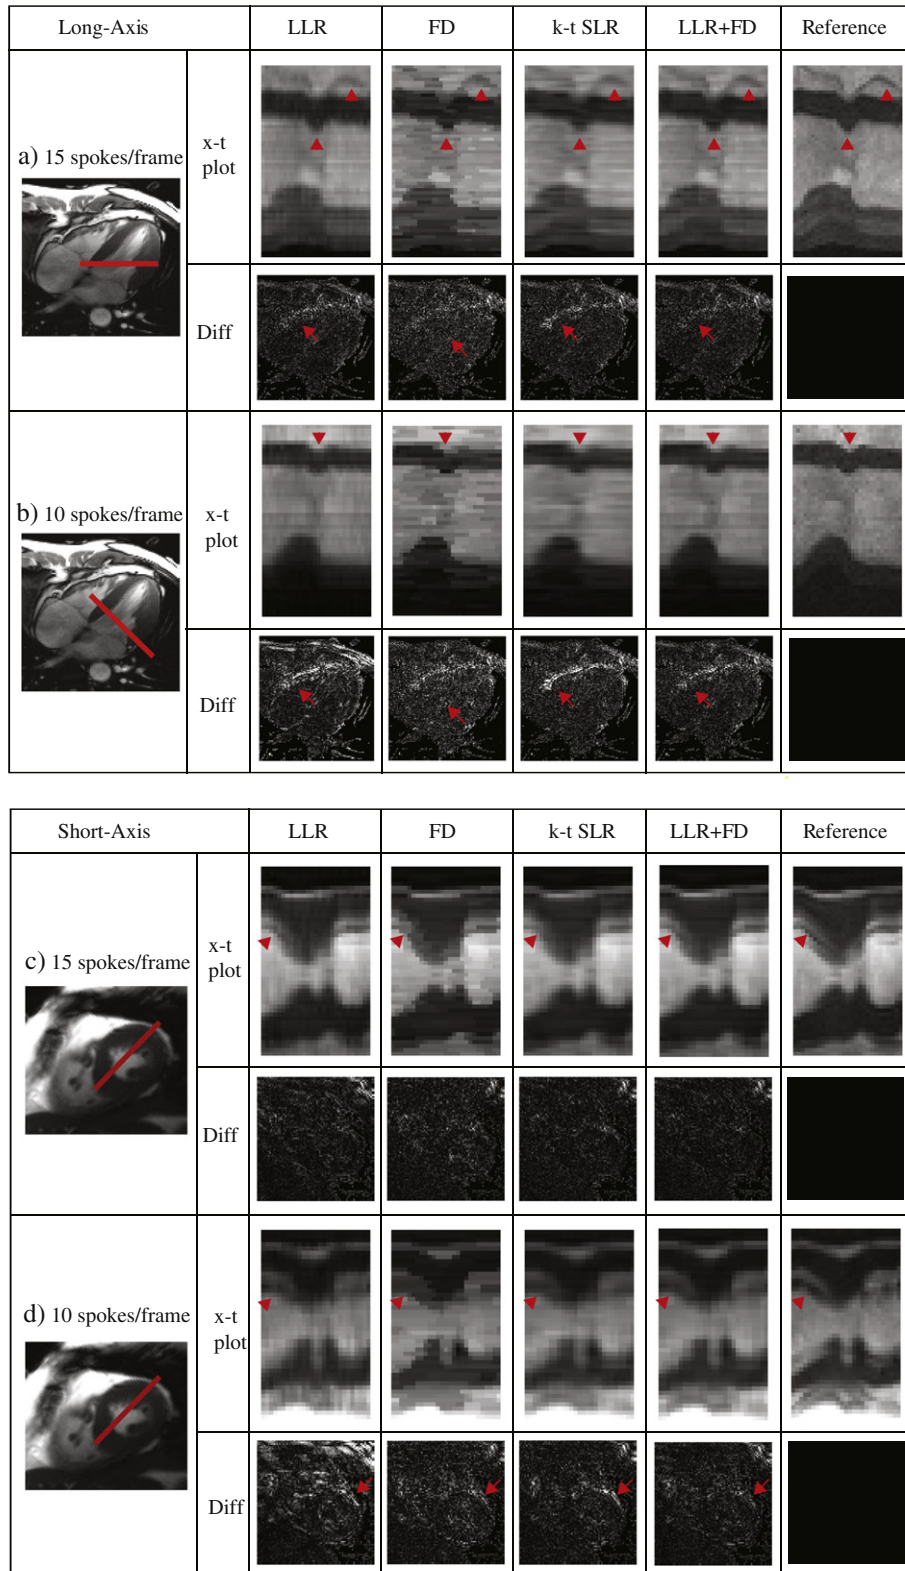 Long-Axis LLR FD k-t SLR LLR+FD Reference
a) 15 spokes/frame
x-t
plot
Diff
b) 10 spokes/frame
x-t
plot
Diff
Short-Axis LLR FD k-t SLR LLR+FD Reference
c) 15 spokes/frame
x-t
plot
Diff
d) 10 spokes/frame
x-t
plot
Diff